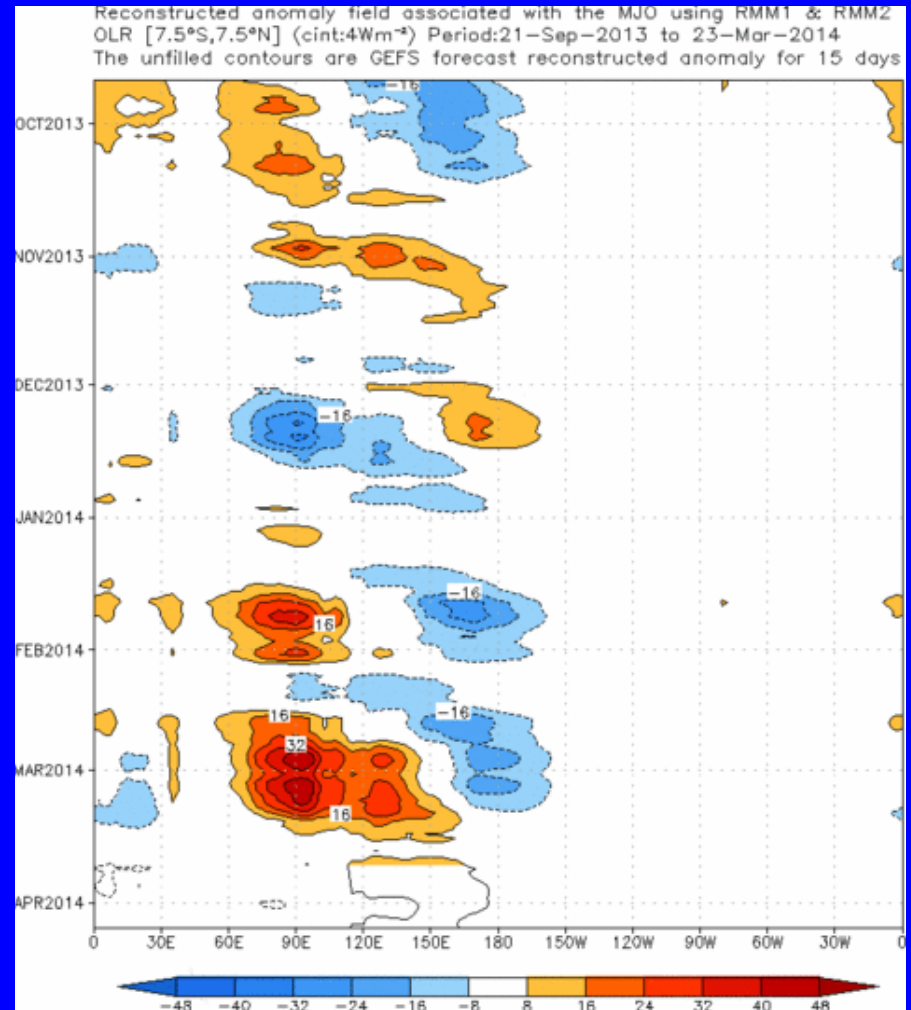 Reconstructed anomaly field associated with the MJO using RMM1 & RMM2
OLR [7.5°S,7.5°N] (cint:4Wm⁻²) Period:21-Sep-2013 to 23-Mar-2014
The unfilled contours are GEFS forecast reconstructed anomaly for 15 days
-16
OCT2013
NOV2013
DEC2013
-16
JAN2014
-16
16
FEB2014
16
-16
32
MAR2014
16
APR2014
0 30E 60E 90E 120E 150E 180 150W 120W 90W 60W 30W 0
-48 -40 -32 -24 -16 -8 8 16 24 32 40 48